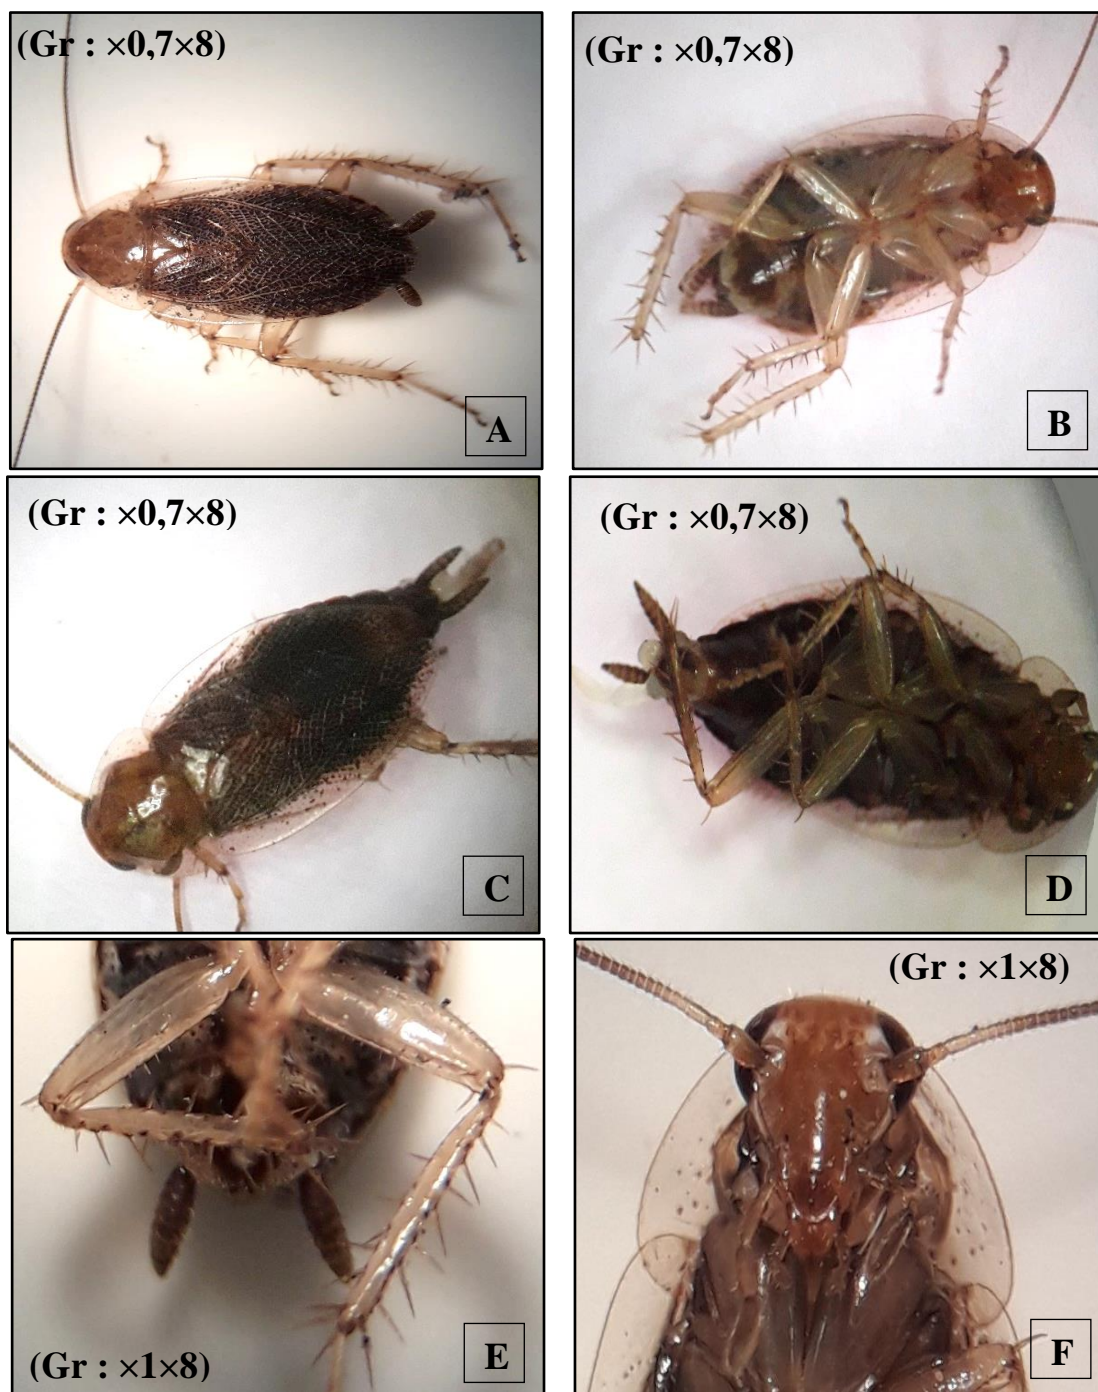 (Gr : ×0,7×8)
A
(Gr : ×0,7×8)
B
(Gr : ×0,7×8)
C
(Gr : ×0,7×8)
D
(Gr : ×1×8)
E
(Gr : ×1×8)
F